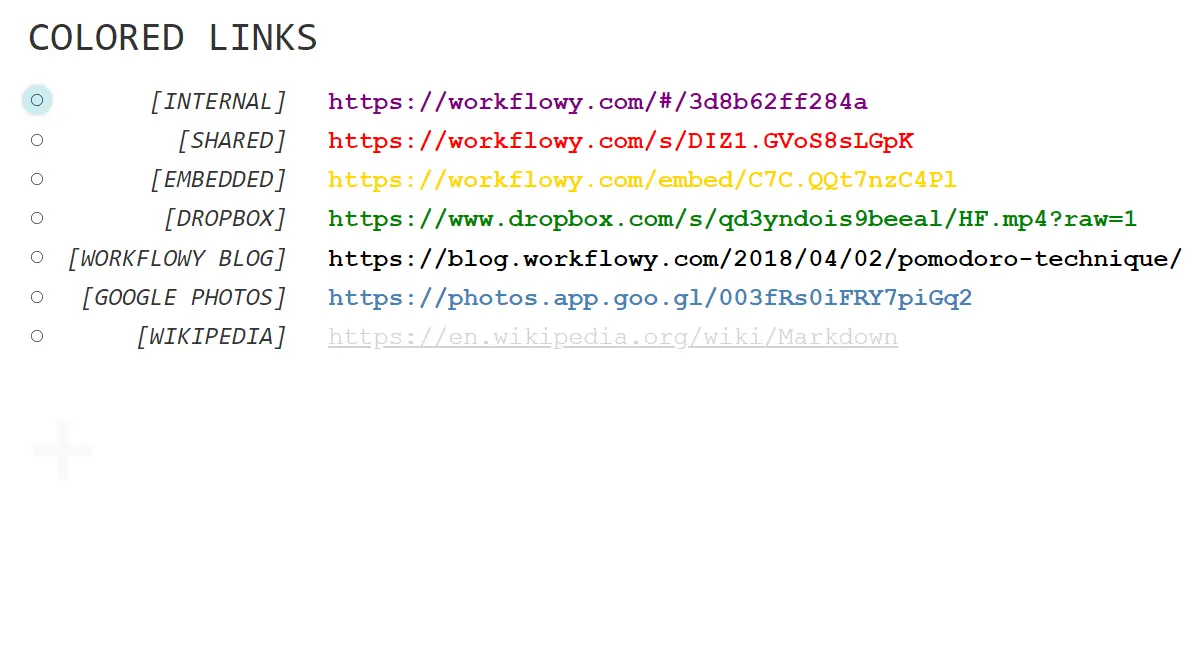 COLORED LINKS
[INTERNAL] https://workflowy.com/#/3d8b62ff284a
[SHARED] https://workflowy.com/s/DIZ1.GVoS8sLGpK
[EMBEDDED] https://workflowy.com/embed/C7C.QQt7nzC4Pl
[DROPBOX] https://www.dropbox.com/s/qd3yndois9beeal/HF.mp4?raw=1
[WORKFLOWY BLOG] https://blog.workflowy.com/2018/04/02/pomodoro-technique/
[GOOGLE PHOTOS] https://photos.app.goo.gl/003fRs0iFRY7piGq2
[WIKIPEDIA] https://en.wikipedia.org/wiki/Markdown